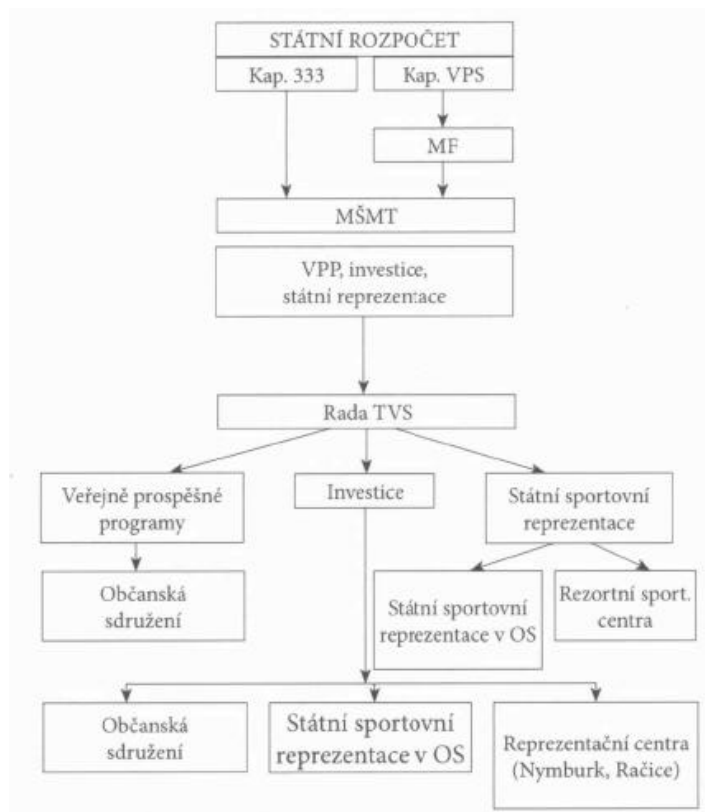 STÁTNÍ ROZPOČET
Kap. 333
Kap. VPS
MF
MŠMT
VPP, investice,
státní reprezentace
Rada TVS
Veřejně prospěšné
programy
Investice
Státní sportovní
reprezentace
Občanská
sdružení
Státní sportovní
reprezentace v OS
Rezortní sport.
centra
Občanská
sdružení
Státní sportovní
reprezentace v OS
Reprezentační centra
(Nymburk, Račice)